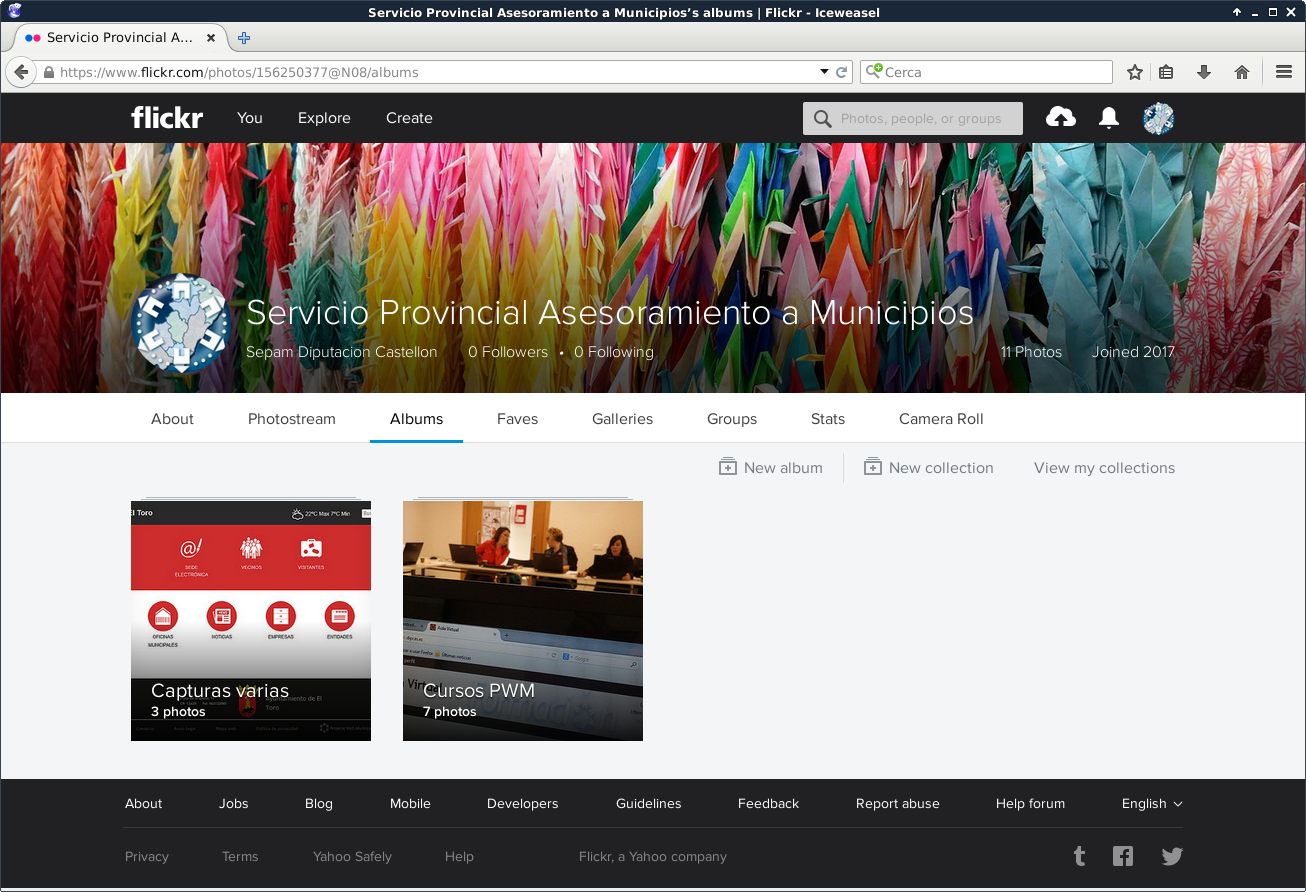 Servicio Provincial Asesoramiento a Municipios’s albums | Flickr - Iceweasel
Servicio Provincial A...
https://www.flickr.com/photos/156250377@N08/albums
Cerca
flickr You Explore Create
Photos, people, or groups
Servicio Provincial Asesoramiento a Municipios
Sepam Diputacion Castellon 0 Followers • 0 Following 11 Photos Joined 2017
About Photostream Albums Faves Galleries Groups Stats Camera Roll
New album New collection View my collections
El Toro 22ºC Max 7ºC Min
SEDE ELECTRÓNICA VECINOS VISITANTES
OFICINAS MUNICIPALES NOTICIAS EMPRESAS ENTIDADES
Ayuntamiento de El Toro
Capturas varias
3 photos
Aula Virtual
Cursos PWM
7 photos
About Jobs Blog Mobile Developers Guidelines Feedback Report abuse Help forum English
Privacy Terms Yahoo Safely Help Flickr, a Yahoo company